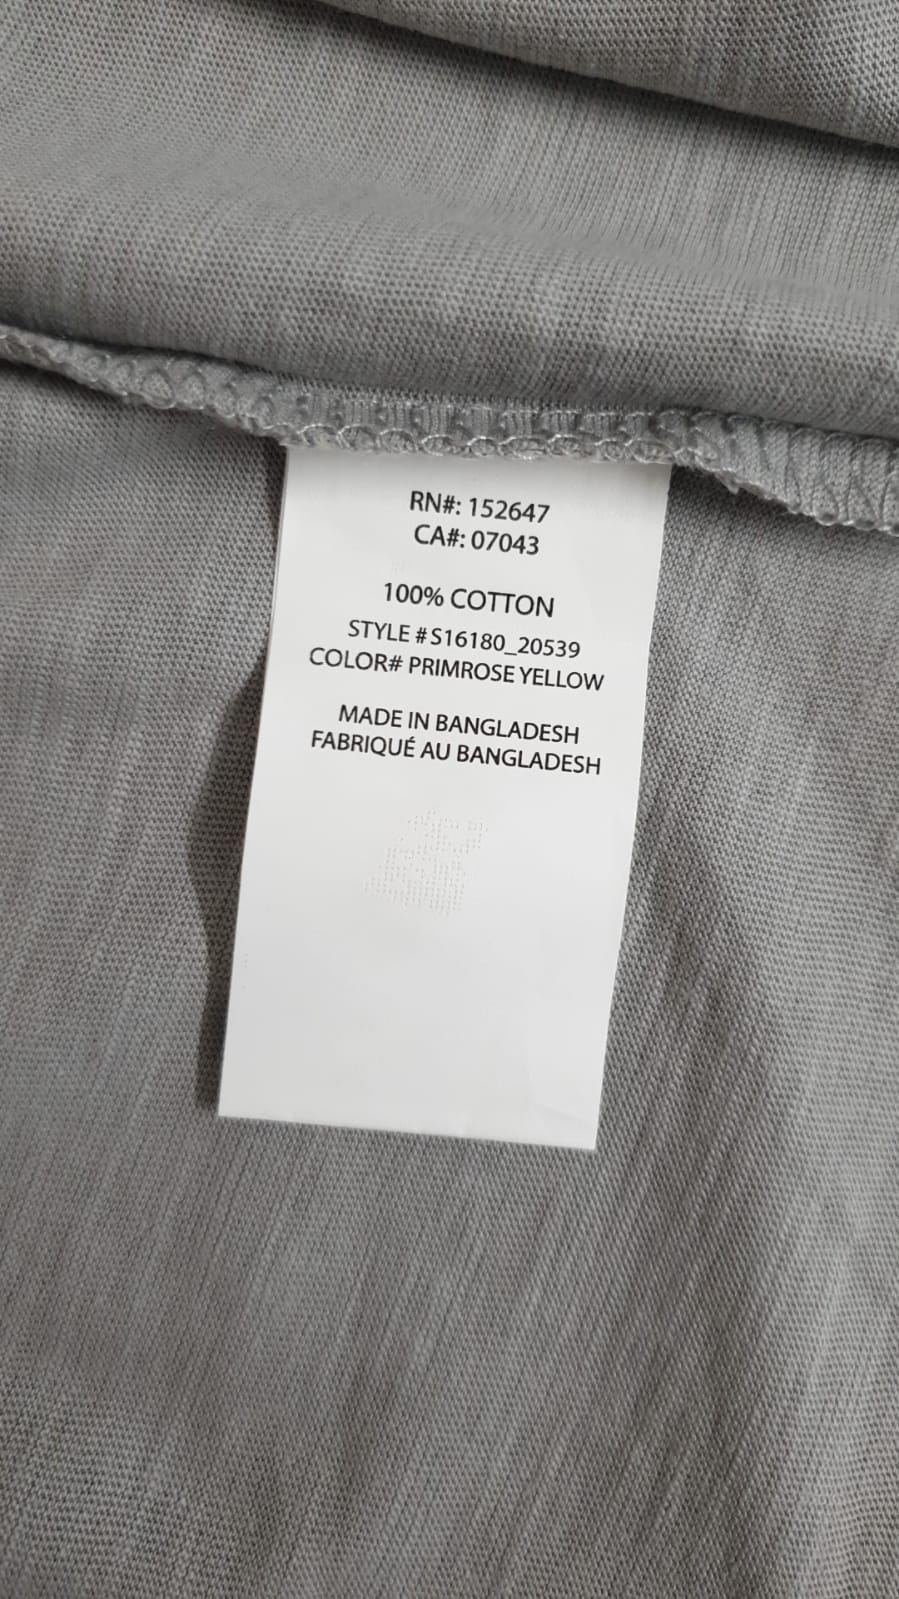 RN#: 152647
CA#: 07043
100% COTTON
STYLE #S16180_20539
COLOR# PRIMROSE YELLOW
MADE IN BANGLADESH
FABRIQUÉ AU BANGLADESH